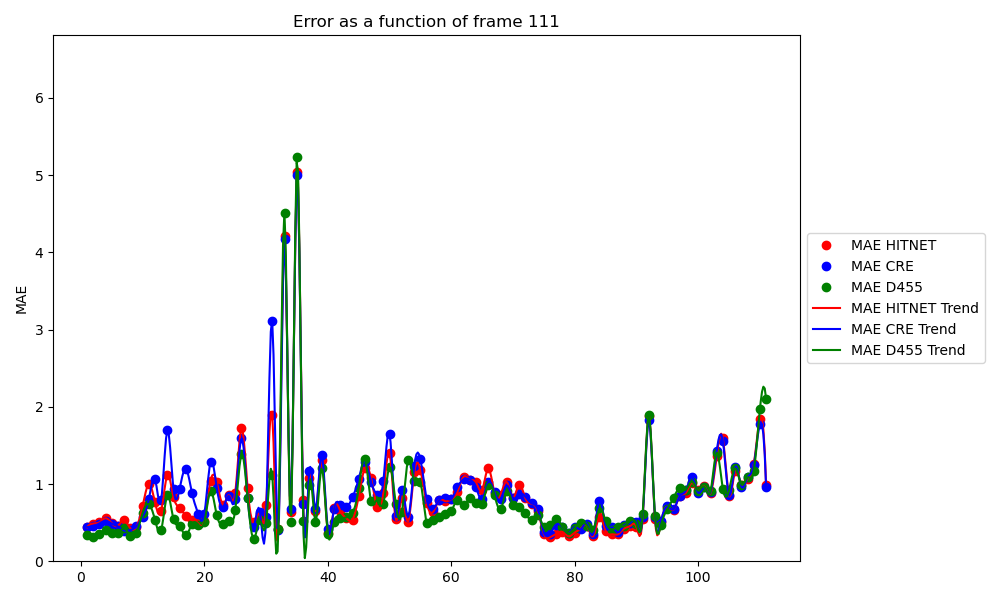 Error as a function of frame 111
MAE
6
5
4
3
2
1
0
0 20 40 60 80 100
MAE HITNET
MAE CRE
MAE D455
MAE HITNET Trend
MAE CRE Trend
MAE D455 Trend